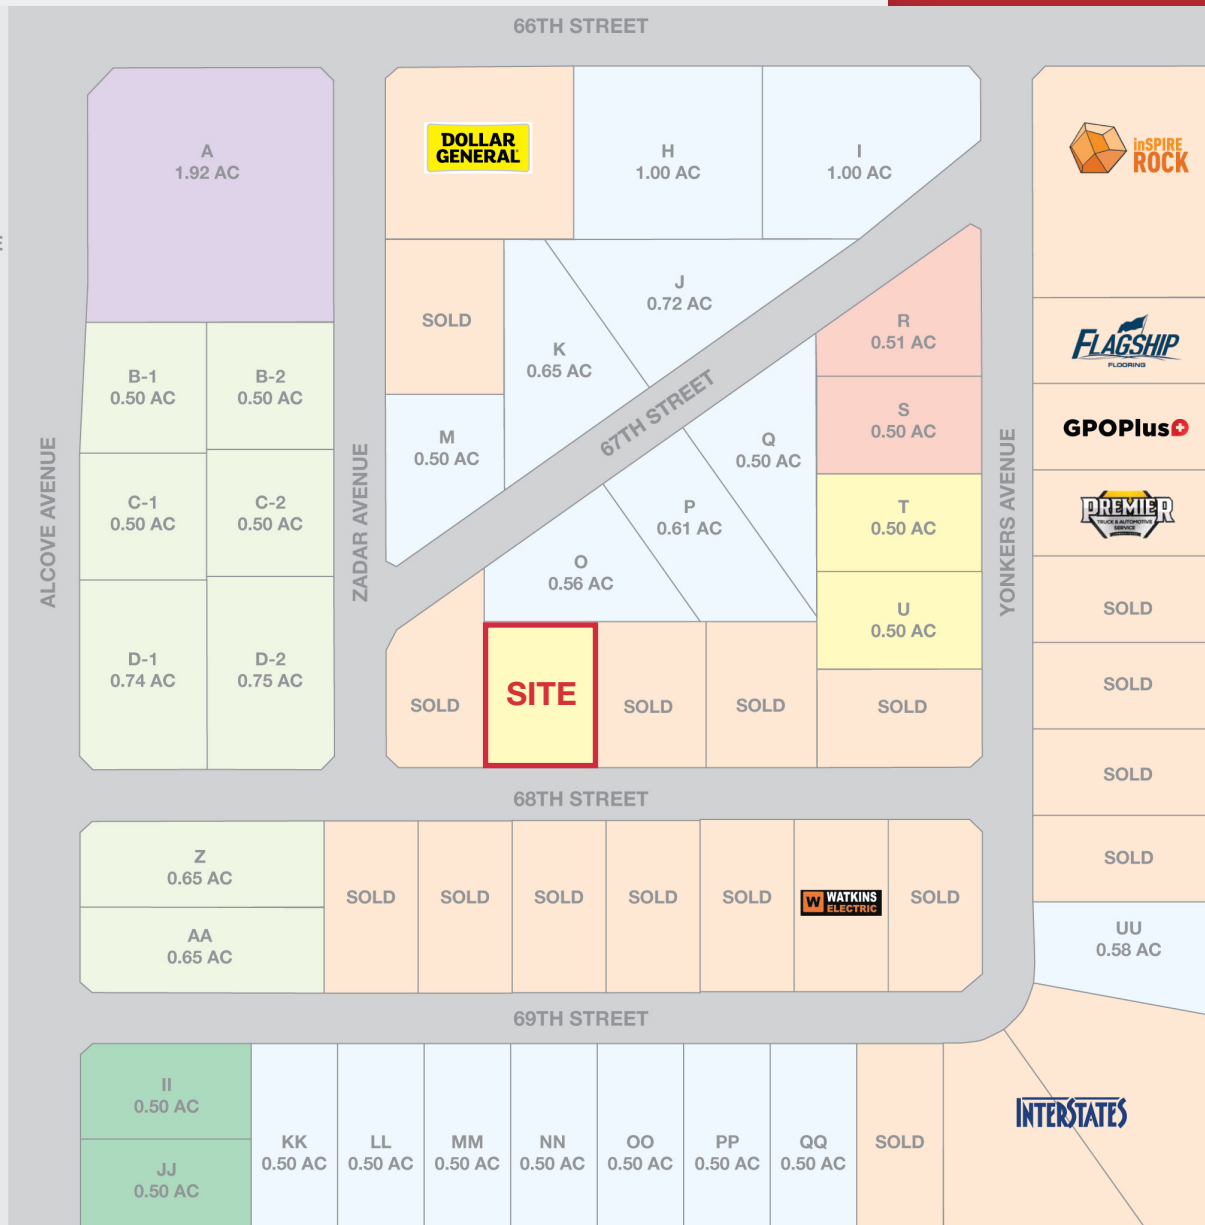 66TH STREET
A
1.92 AC
DOLLAR
GENERAL
H
1.00 AC
I
1.00 AC
inSPIRE
ROCK
SOLD
K
0.65 AC
J
0.72 AC
R
0.51 AC
FLAGSHIP
FLOORING
B-1
0.50 AC
B-2
0.50 AC
M
0.50 AC
67TH STREET
Q
0.50 AC
S
0.50 AC
GPOPlus
ALCOVE AVENUE
C-1
0.50 AC
C-2
0.50 AC
ZADAR AVENUE
P
0.61 AC
T
0.50 AC
YONKERS AVENUE
PREMIER
TRUCK & AUTOMOTIVE
SERVICE
O
0.56 AC
U
0.50 AC
SOLD
D-1
0.74 AC
D-2
0.75 AC
SOLD
SITE
SOLD
SOLD
SOLD
SOLD
SOLD
68TH STREET
Z
0.65 AC
AA
0.65 AC
SOLD
SOLD
SOLD
SOLD
SOLD
W WATKINS
ELECTRIC
SOLD
SOLD
UU
0.58 AC
69TH STREET
II
0.50 AC
JJ
0.50 AC
KK
0.50 AC
LL
0.50 AC
MM
0.50 AC
NN
0.50 AC
OO
0.50 AC
PP
0.50 AC
QQ
0.50 AC
SOLD
INTERSTATES